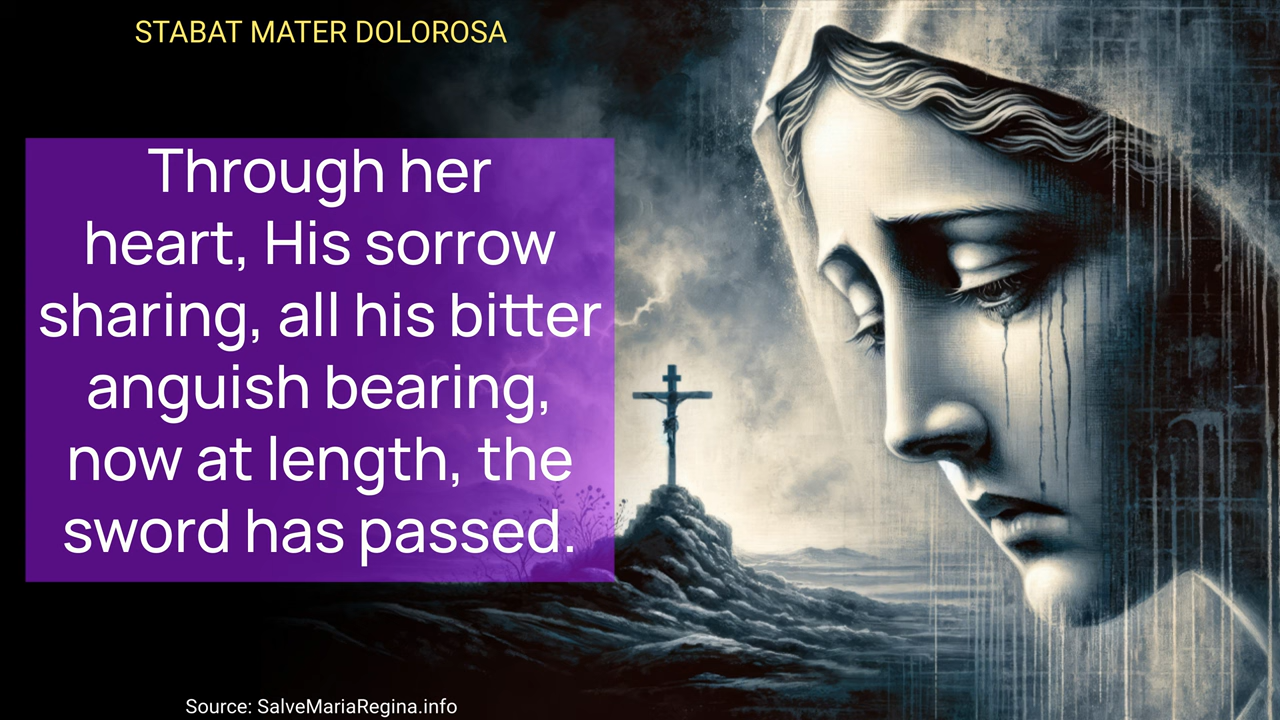 STABAT MATER DOLOROSA
Through her
heart, His sorrow
sharing, all his bitter
anguish bearing,
now at length, the
sword has passed.
Source: SalveMariaRegina.info